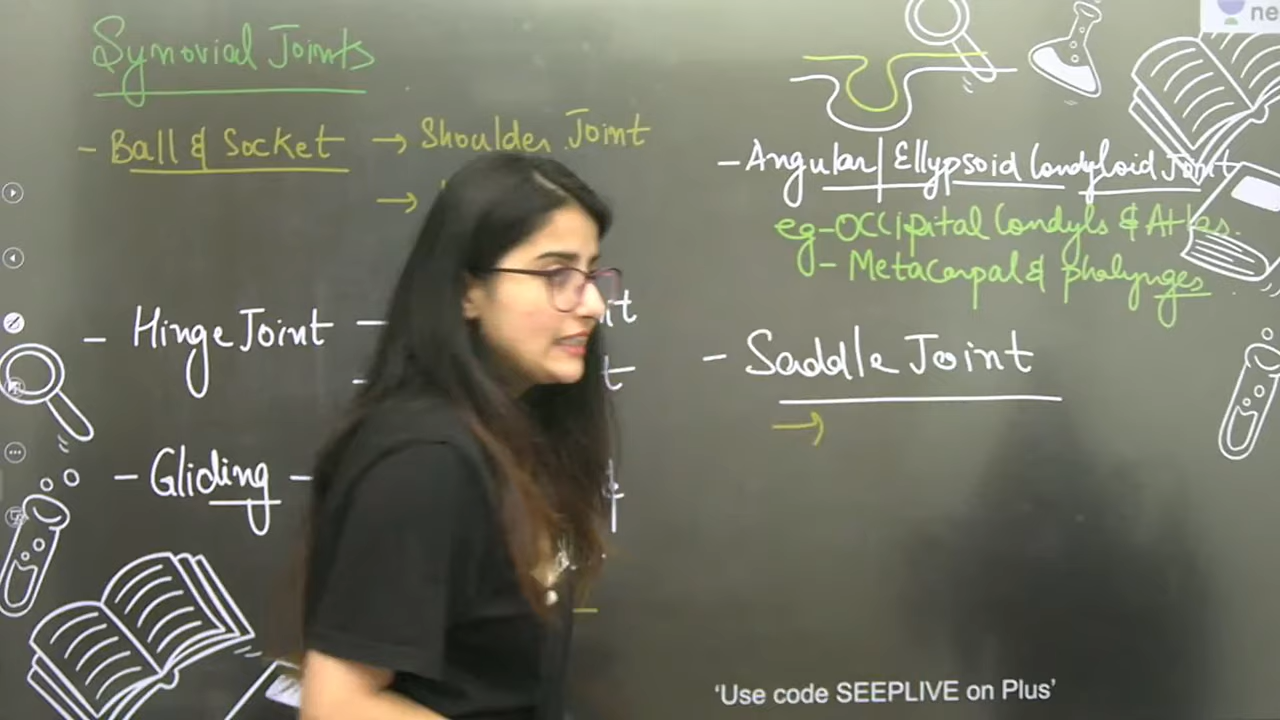 Synovial Joints
- Ball & Socket → Shoulder Joint
→
- Hinge Joint -
- Gliding -
ne
- Angular | Ellypsoid Condyloid Joint
eg - Occipital Condyls & Atlas.
- Metacarpal & phalynges
- Saddle Joint
→
'Use code SEEPLIVE on Plus'